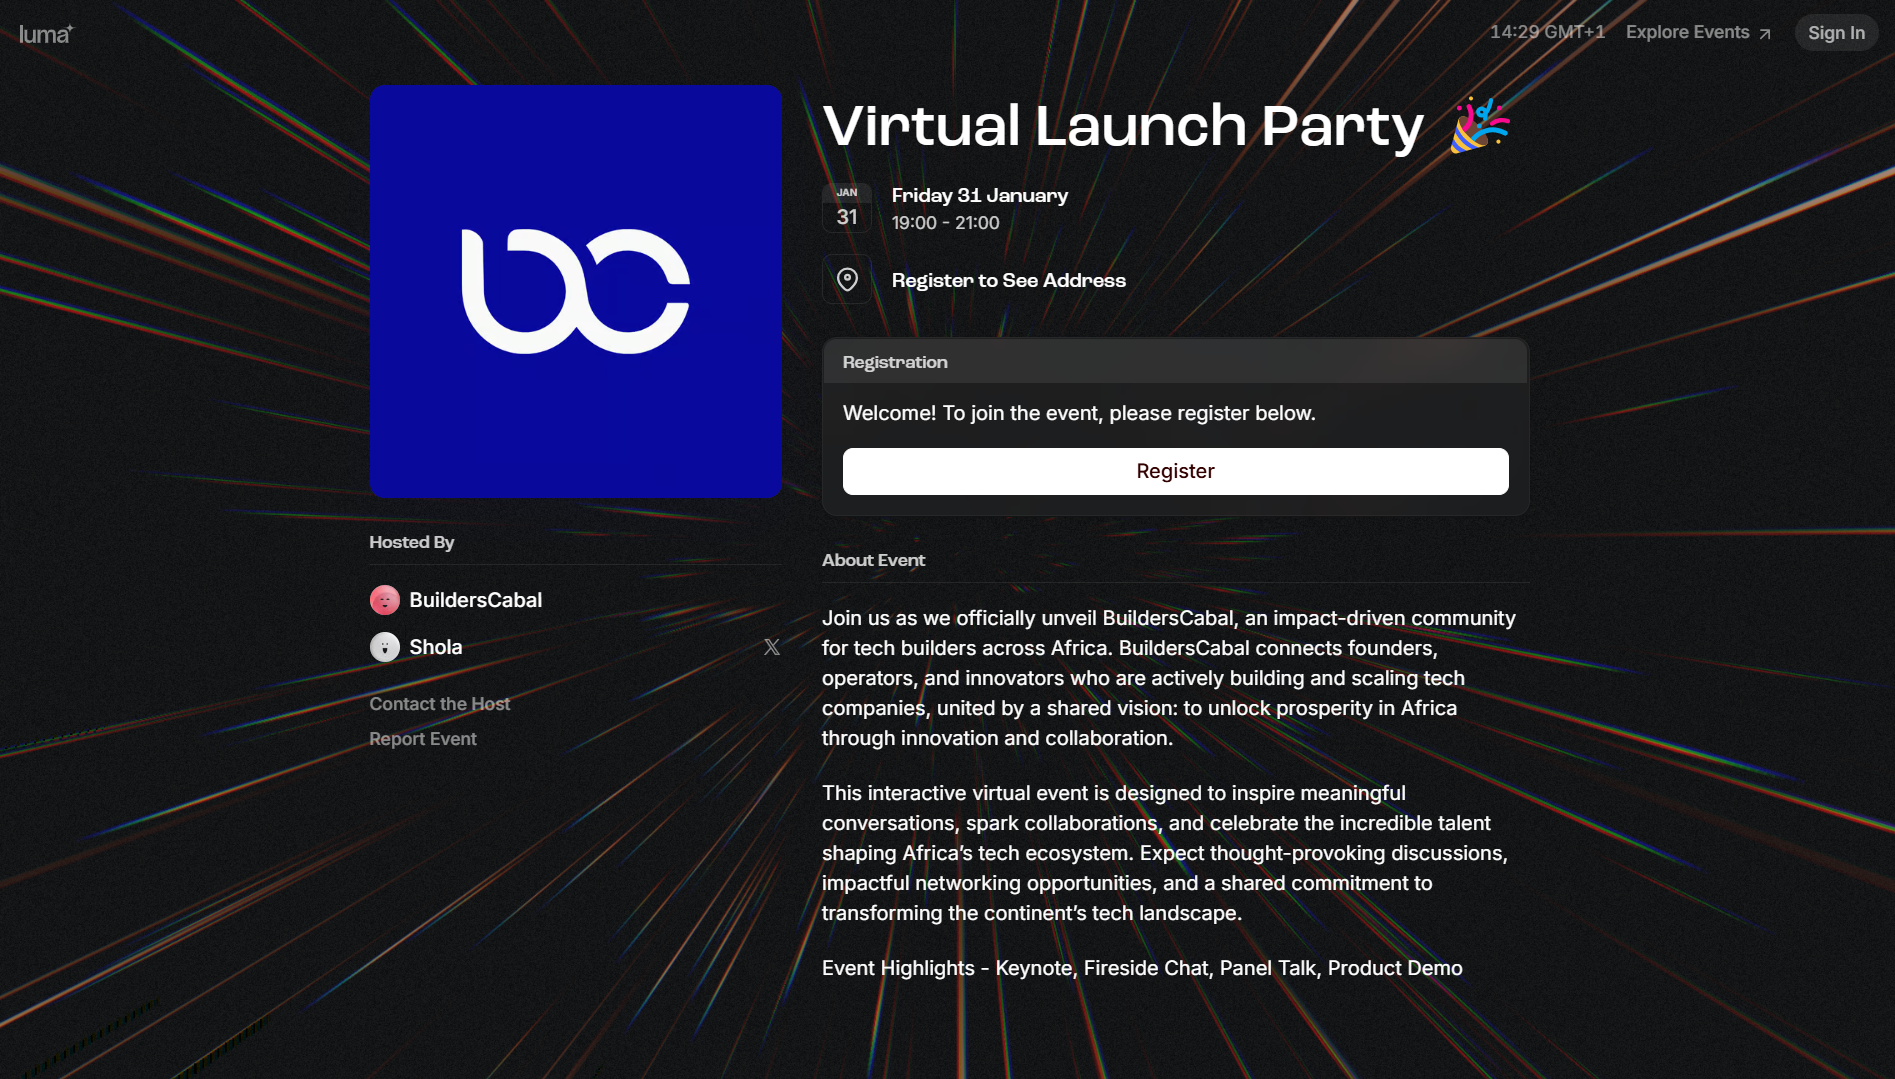 luma
14:29 GMT+1
Explore Events
Sign In
bc
Virtual Launch Party
JAN
31
Friday 31 January
19:00 - 21:00
Register to See Address
Registration
Welcome! To join the event, please register below.
Register
Hosted By
BuildersCabal
Shola
Contact the Host
Report Event
About Event
Join us as we officially unveil BuildersCabal, an impact-driven community
for tech builders across Africa. BuildersCabal connects founders,
operators, and innovators who are actively building and scaling tech
companies, united by a shared vision: to unlock prosperity in Africa
through innovation and collaboration.
This interactive virtual event is designed to inspire meaningful
conversations, spark collaborations, and celebrate the incredible talent
shaping Africa’s tech ecosystem. Expect thought-provoking discussions,
impactful networking opportunities, and a shared commitment to
transforming the continent’s tech landscape.
Event Highlights - Keynote, Fireside Chat, Panel Talk, Product Demo